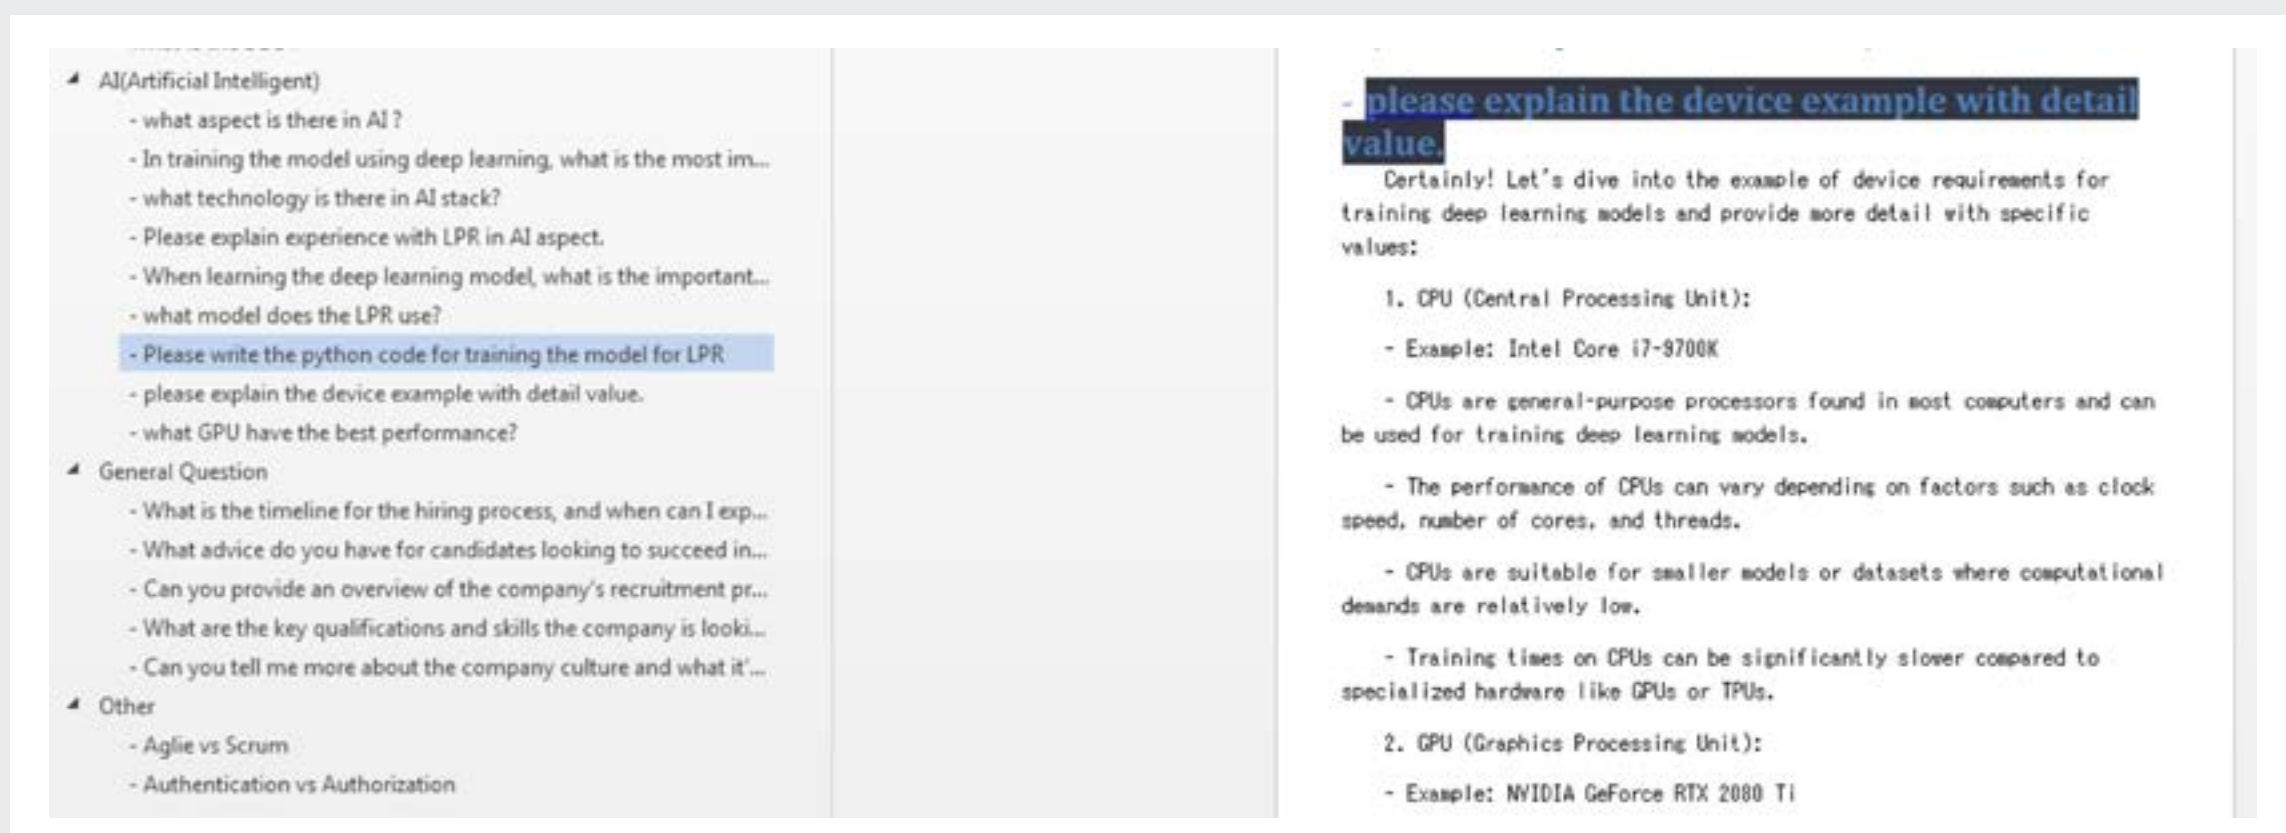 AI(Artificial Intelligent)
- what aspect is there in AI ?
- In training the model using deep learning, what is the most im...
- what technology is there in AI stack?
- Please explain experience with LPR in AI aspect.
- When learning the deep learning model, what is the important...
- what model does the LPR use?
- Please write the python code for training the model for LPR
- please explain the device example with detail value.
- what GPU have the best performance?
General Question
- What is the timeline for the hiring process, and when can I exp...
- What advice do you have for candidates looking to succeed in...
- Can you provide an overview of the company's recruitment pr...
- What are the key qualifications and skills the company is looki...
- Can you tell me more about the company culture and what it'...
Other
- Aglie vs Scrum
- Authentication vs Authorization
- please explain the device example with detail
value.
Certainly! Let's dive into the example of device requirements for
training deep learning models and provide more detail with specific
values:
1. CPU (Central Processing Unit):
- Example: Intel Core i7-9700K
- CPUs are general-purpose processors found in most computers and can
be used for training deep learning models.
- The performance of CPUs can vary depending on factors such as clock
speed, number of cores, and threads.
- CPUs are suitable for smaller models or datasets where computational
demands are relatively low.
- Training times on CPUs can be significantly slower compared to
specialized hardware like GPUs or TPUs.
2. GPU (Graphics Processing Unit):
- Example: NVIDIA GeForce RTX 2080 Ti